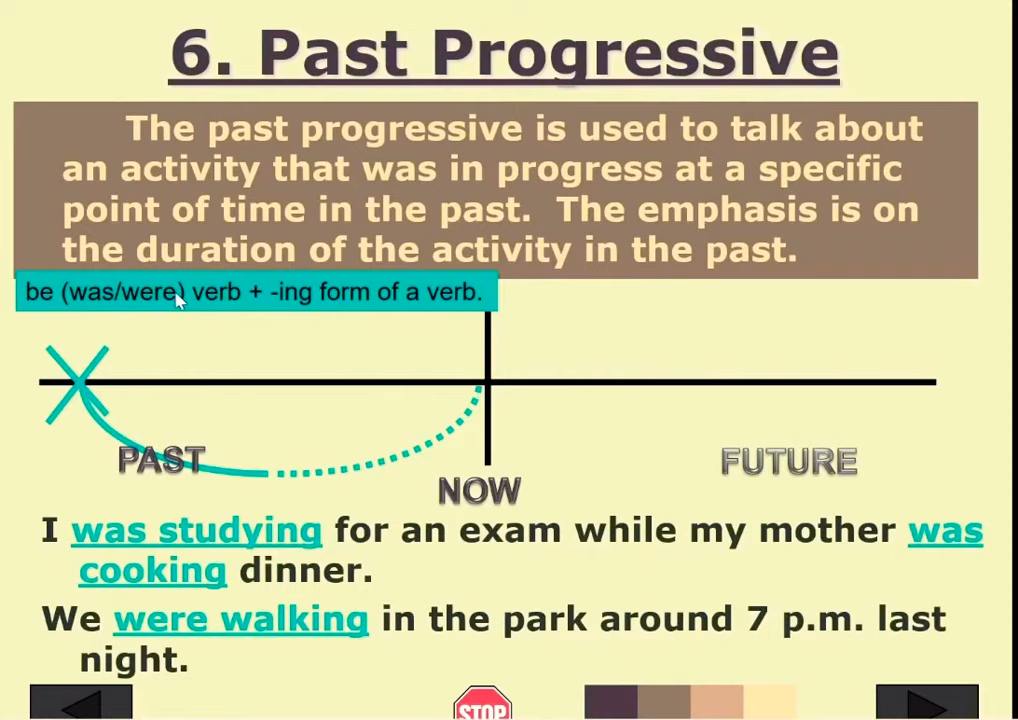 6. Past Progressive
The past progressive is used to talk about
an activity that was in progress at a specific
point of time in the past. The emphasis is on
the duration of the activity in the past.
be (was/were) verb + -ing form of a verb.
PAST
FUTURE
NOW
I was studying for an exam while my mother was
cooking dinner.
We were walking in the park around 7 p.m. last
night.
STOP